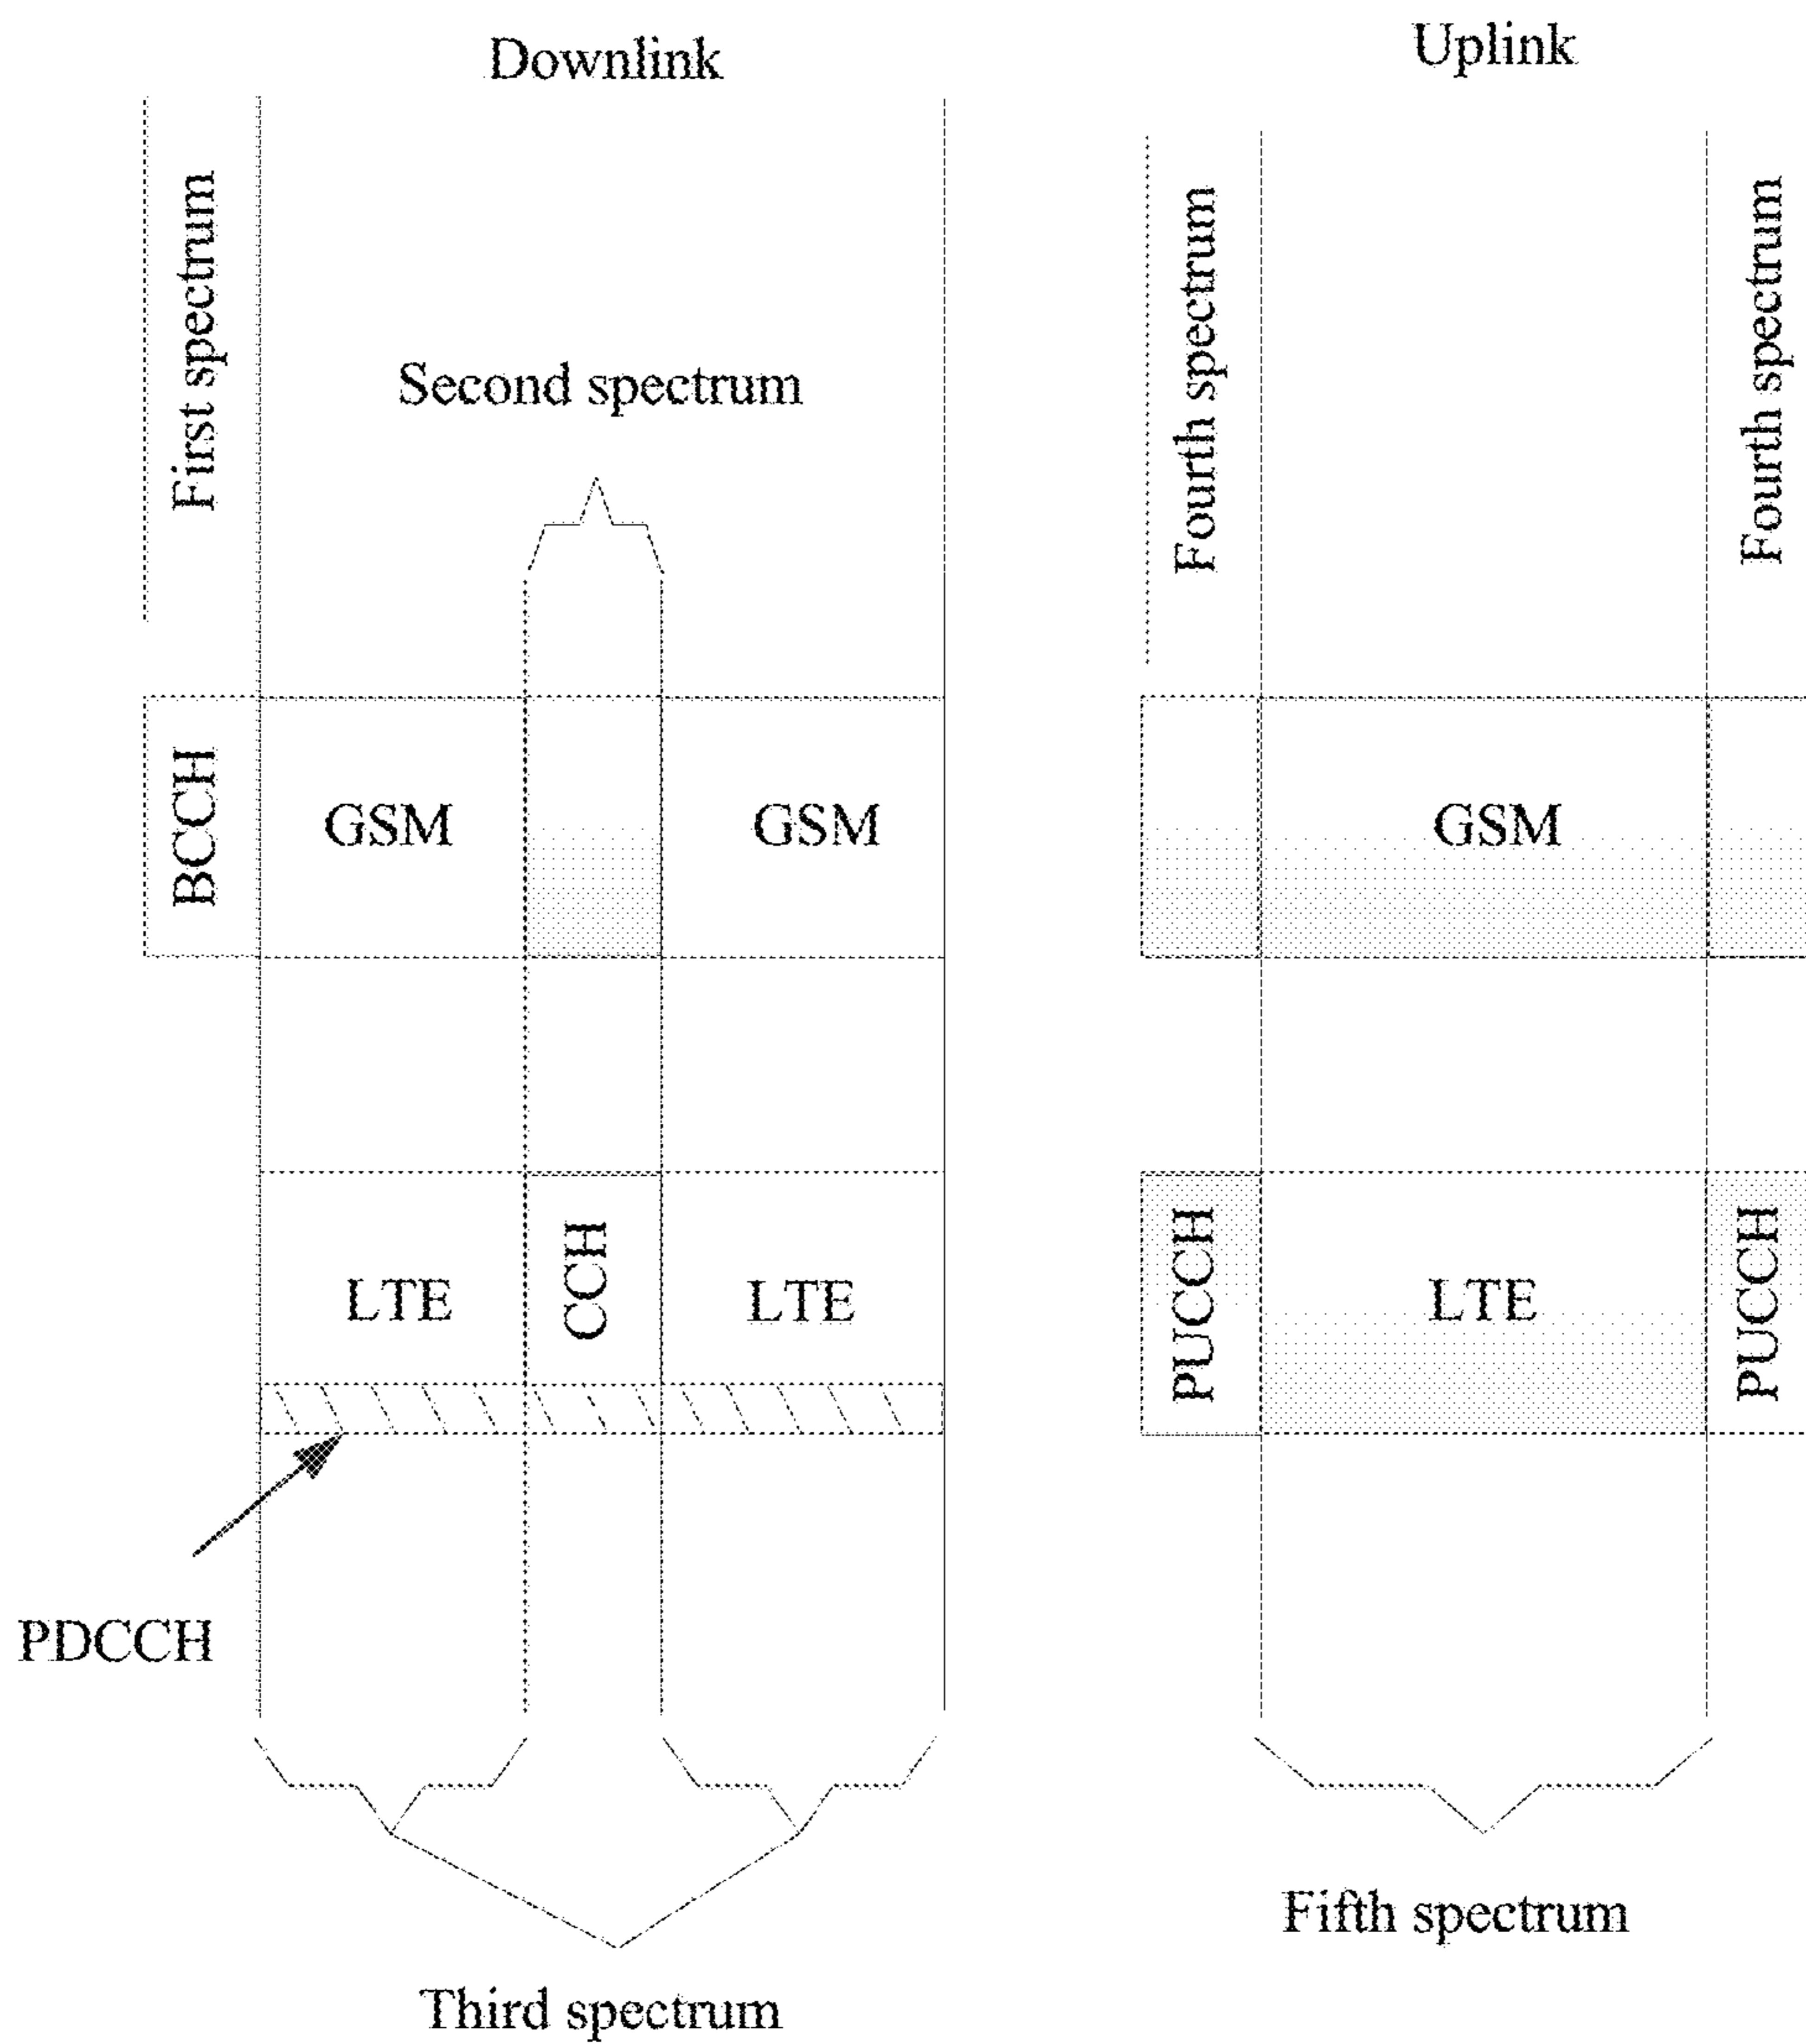 Downlink
Uplink
First spectrum
Second spectrum
Fourth spectrum
Fourth spectrum
BCCH
GSM
GSM
GSM
LTE
CCH
LTE
PUCCH
LTE
PUCCH
PDCCH
Fifth spectrum
Third spectrum